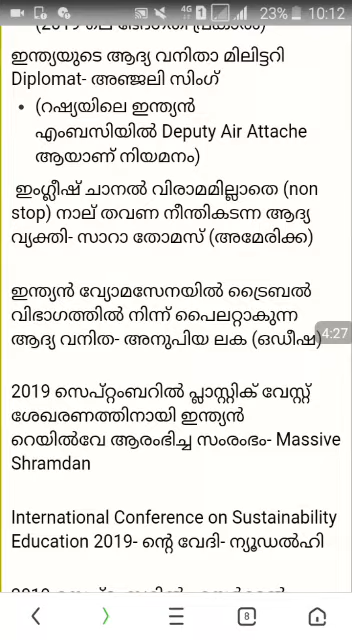 4G 1 23% 10:12
ഇന്ത്യയുടെ ആദ്യ വനിതാ മിലിട്ടറി
Diplomat- അഞ്ജലി സിംഗ്
• (റഷ്യയിലെ ഇന്ത്യൻ
എംബസിയിൽ Deputy Air Attache
ആയാണ് നിയമനം)
ഇംഗ്ലീഷ് ചാനൽ വിരാമമില്ലാതെ (non
stop) നാല് തവണ നീന്തികടന്ന ആദ്യ
വ്യക്തി- സാറാ തോമസ് (അമേരിക്ക)
ഇന്ത്യൻ വ്യോമസേനയിൽ ട്രൈബൽ
വിഭാഗത്തിൽ നിന്ന് പൈലറ്റാകുന്ന
ആദ്യ വനിത- അനുപിയ ലക (ഒഡീഷ)
4:27
2019 സെപ്റ്റംബറിൽ പ്ലാസ്റ്റിക് വേസ്റ്റ്
ശേഖരണത്തിനായി ഇന്ത്യൻ
റെയിൽവേ ആരംഭിച്ച സംരംഭം- Massive
Shramdan
International Conference on Sustainability
Education 2019- ന്റെ വേദി- ന്യൂഡൽഹി
8